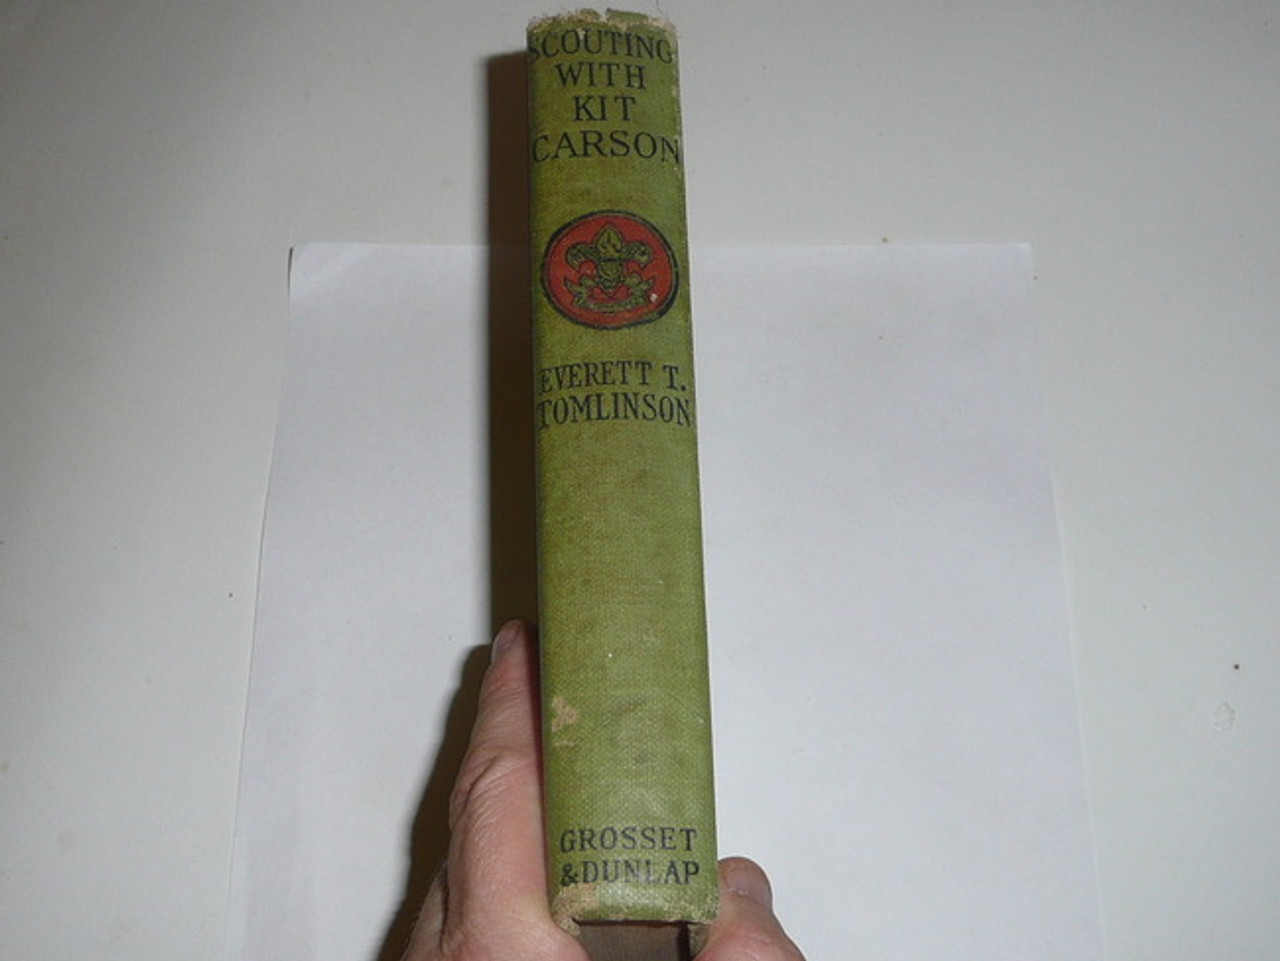 SCOUTING
WITH
KIT
CARSON
EVERETT T.
TOMLINSON
GROSSET
&DUNLAP